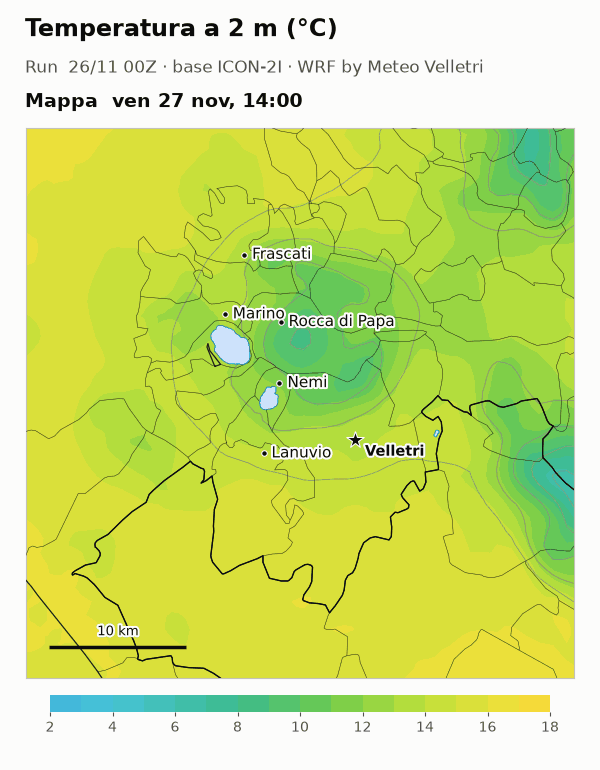 Temperatura a 2 m (°C)
Run  26/11 00Z · base ICON-2I · WRF by Meteo Velletri
Mappa  ven 27 nov, 14:00
Frascati
Marino
Rocca di Papa
Nemi
Velletri
Lanuvio
10 km
2 4 6 8 10 12 14 16 18